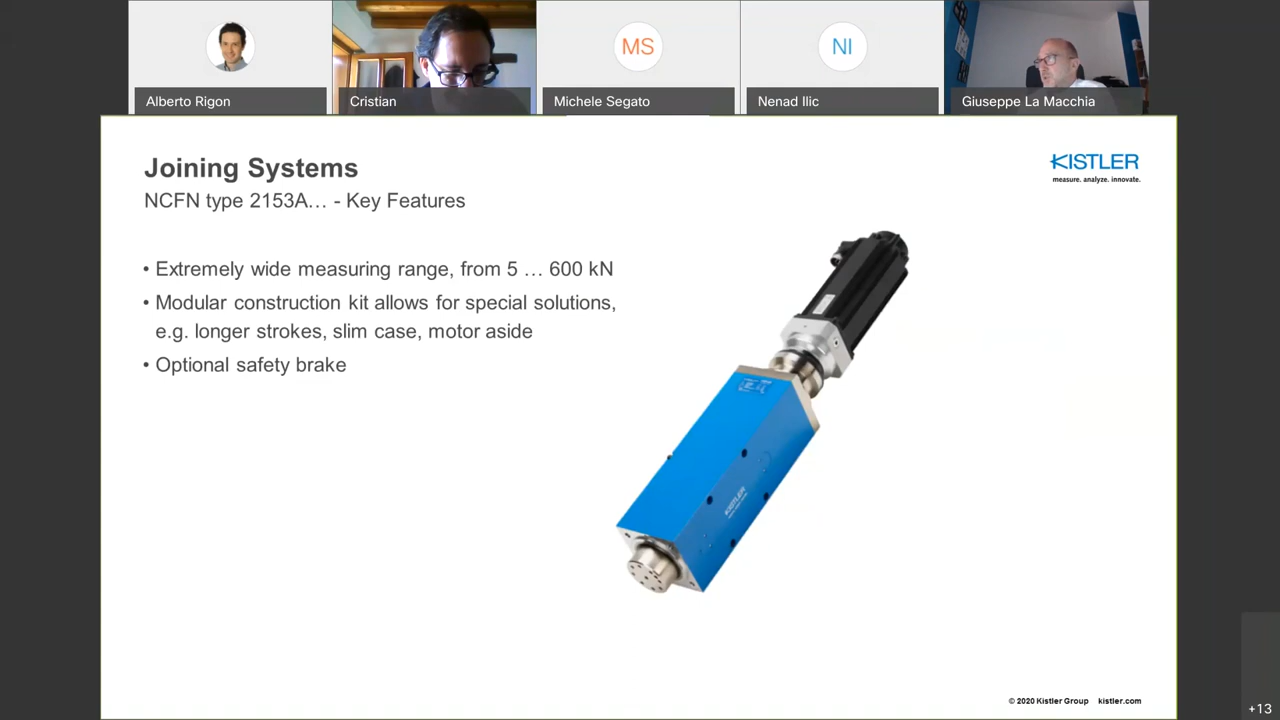 MS
NI
Alberto Rigon
Cristian
Michele Segato
Nenad Ilic
Giuseppe La Macchia
Joining Systems
KISTLER
measure. analyze. innovate.
NCFN type 2153A… - Key Features
• Extremely wide measuring range, from 5 … 600 kN
• Modular construction kit allows for special solutions,
e.g. longer strokes, slim case, motor aside
• Optional safety brake
KISTLER
© 2020 Kistler Group kistler.com
+13